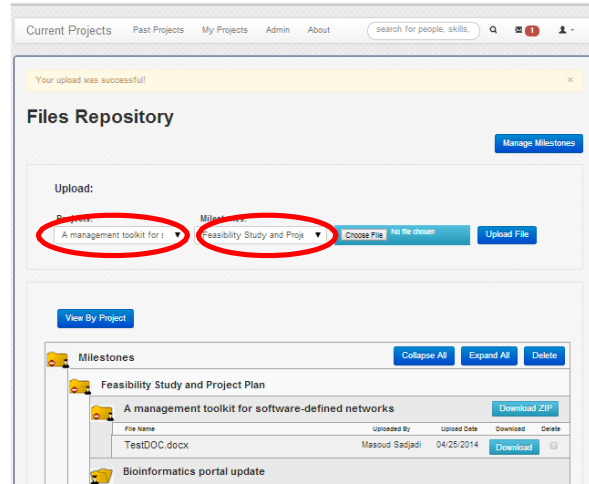 Current Projects Past Projects My Projects Admin About search for people, skills, 1
Your upload was successful! ×
Files Repository
Manage Milestones
Upload:
Projects: Milestones:
A management toolkit for s Feasibility Study and Proje Choose File No file chosen Upload File
View By Project
Milestones Collapse All Expand All Delete
Feasibility Study and Project Plan
A management toolkit for software-defined networks Download ZIP
File Name Uploaded By Upload Date Download Delete
TestDOC.docx Masoud Sadjadi 04/25/2014 Download
Bioinformatics portal update